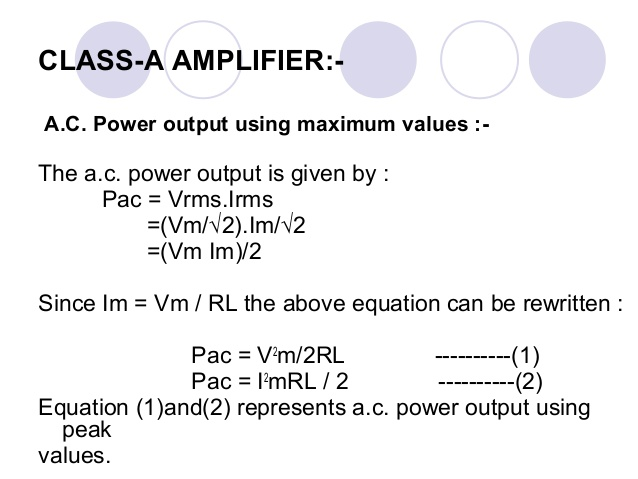 CLASS-A AMPLIFIER:-
A.C. Power output using maximum values :-
The a.c. power output is given by :
Pac = Vrms.Irms
=(Vm/√2).Im/√2
=(Vm Im)/2
Since Im = Vm / RL the above equation can be rewritten :
Pac = V²m/2RL ----------(1)
Pac = I²mRL / 2 ----------(2)
Equation (1)and(2) represents a.c. power output using
peak
values.